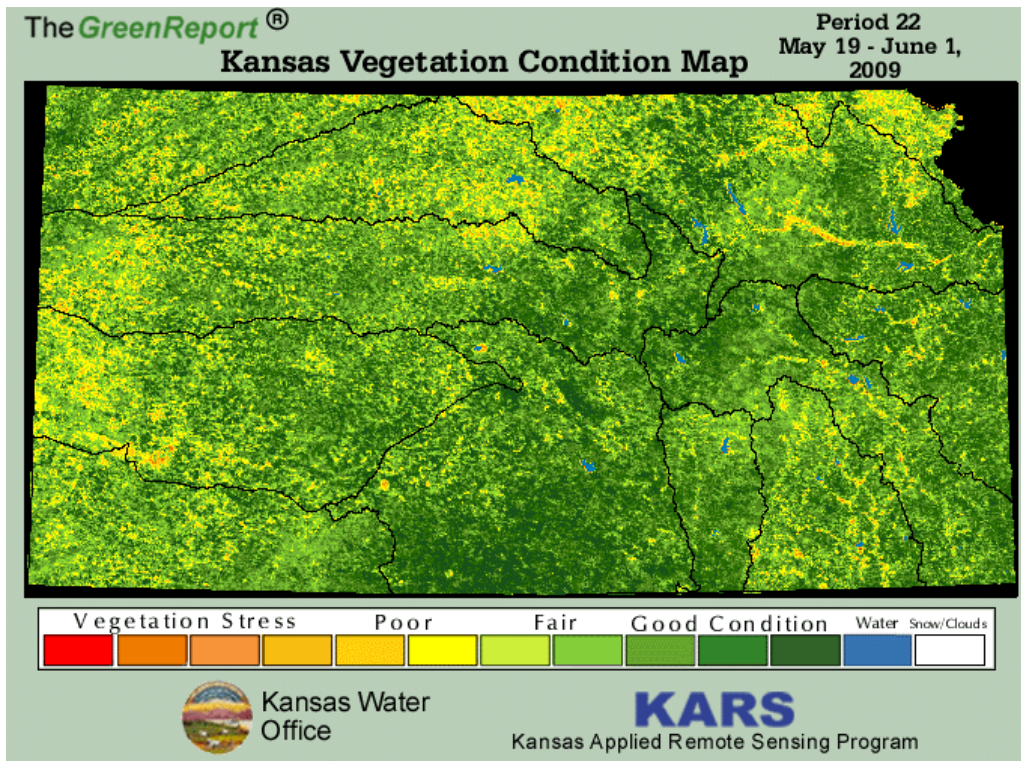 The GreenReport ®
Period 22
May 19 - June 1,
2009
Kansas Vegetation Condition Map
Vegetation Stress Poor Fair Good Condition Water Snow/Clouds
Kansas Water
Office
KARS
Kansas Applied Remote Sensing Program